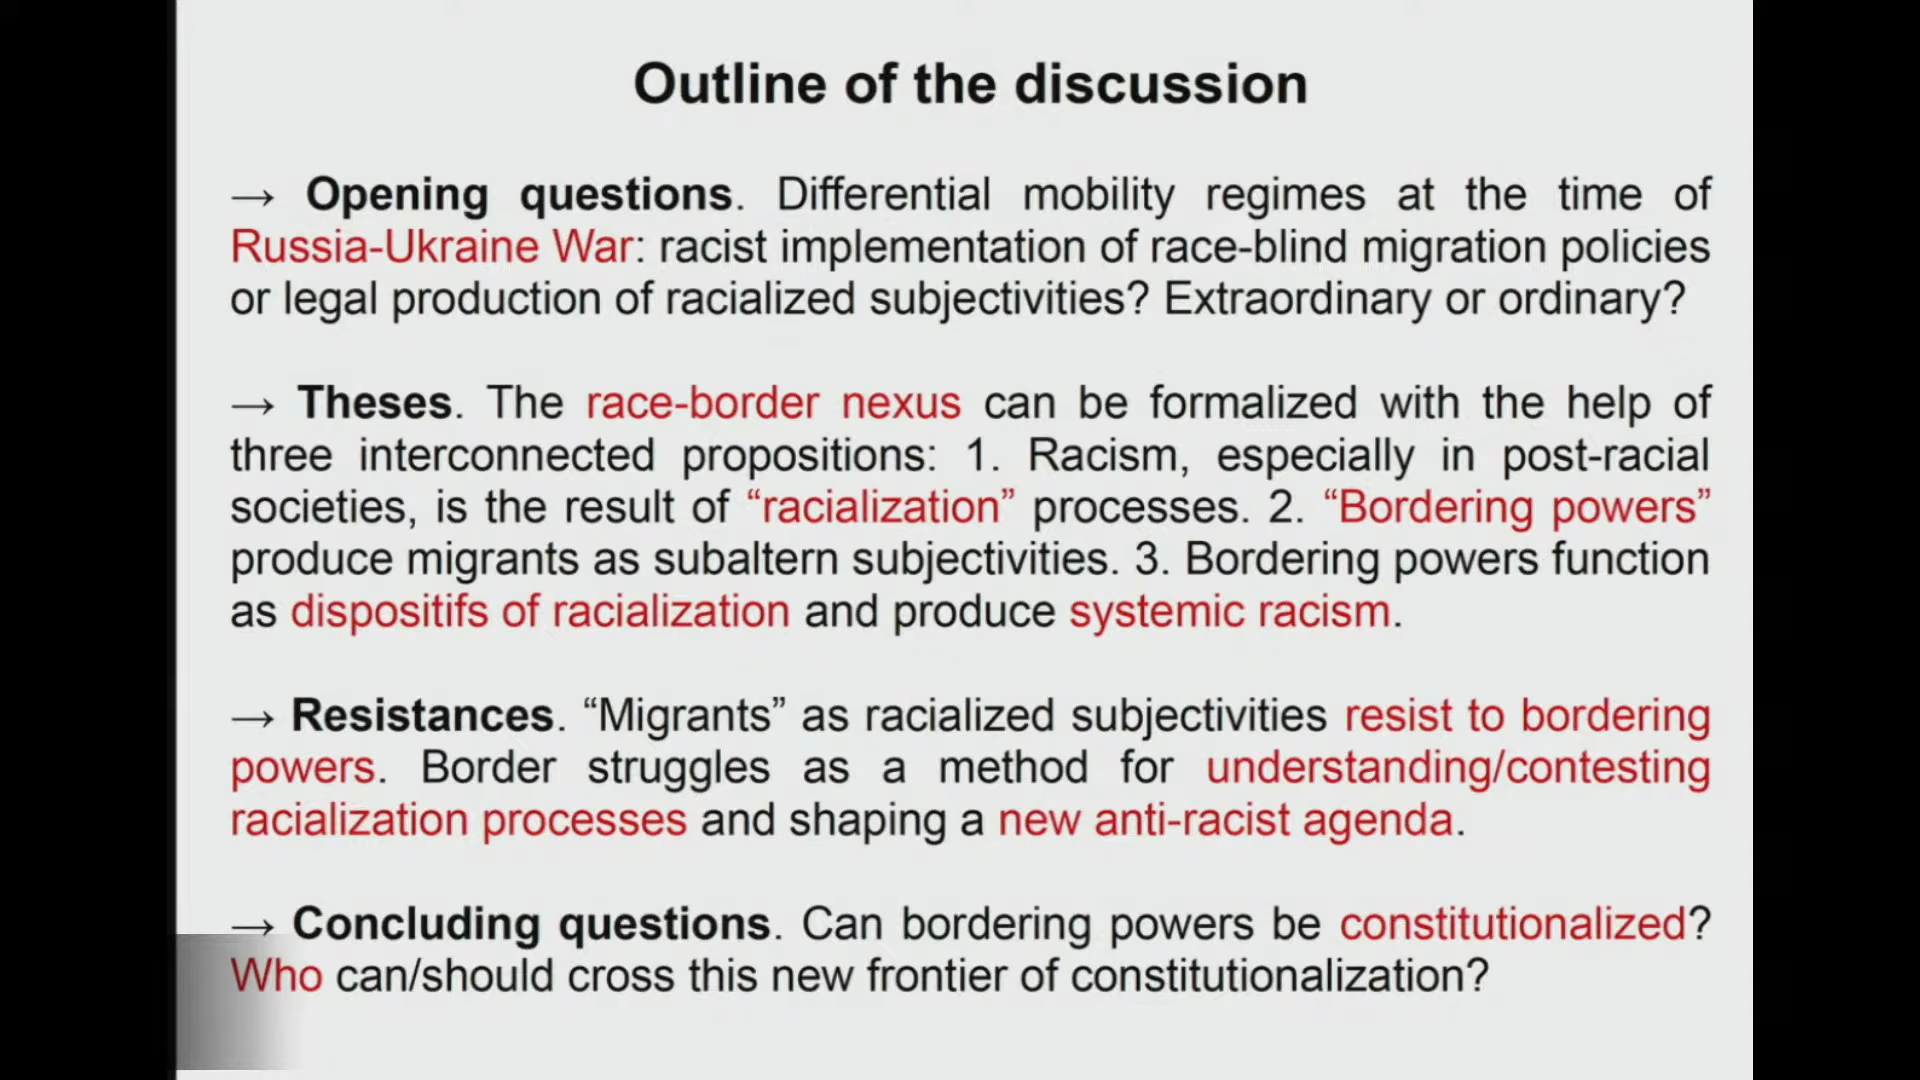 Outline of the discussion
→ Opening questions. Differential mobility regimes at the time of
Russia-Ukraine War: racist implementation of race-blind migration policies
or legal production of racialized subjectivities? Extraordinary or ordinary?
→ Theses. The race-border nexus can be formalized with the help of
three interconnected propositions: 1. Racism, especially in post-racial
societies, is the result of “racialization” processes. 2. “Bordering powers”
produce migrants as subaltern subjectivities. 3. Bordering powers function
as dispositifs of racialization and produce systemic racism.
→ Resistances. “Migrants” as racialized subjectivities resist to bordering
powers. Border struggles as a method for understanding/contesting
racialization processes and shaping a new anti-racist agenda.
→ Concluding questions. Can bordering powers be constitutionalized?
Who can/should cross this new frontier of constitutionalization?